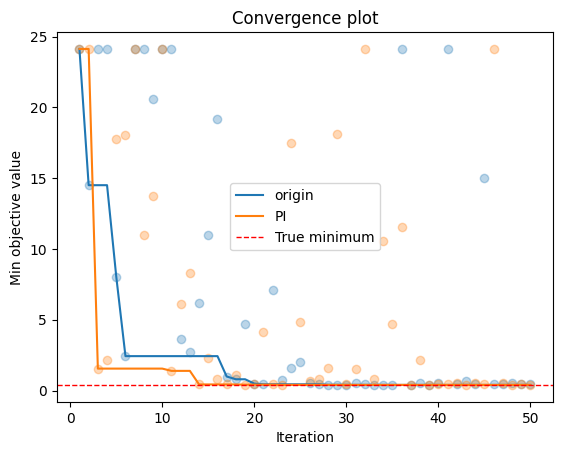 Convergence plot
Min objective value
25
20
15
10
5
0
origin
PI
True minimum
0 10 20 30 40 50
Iteration